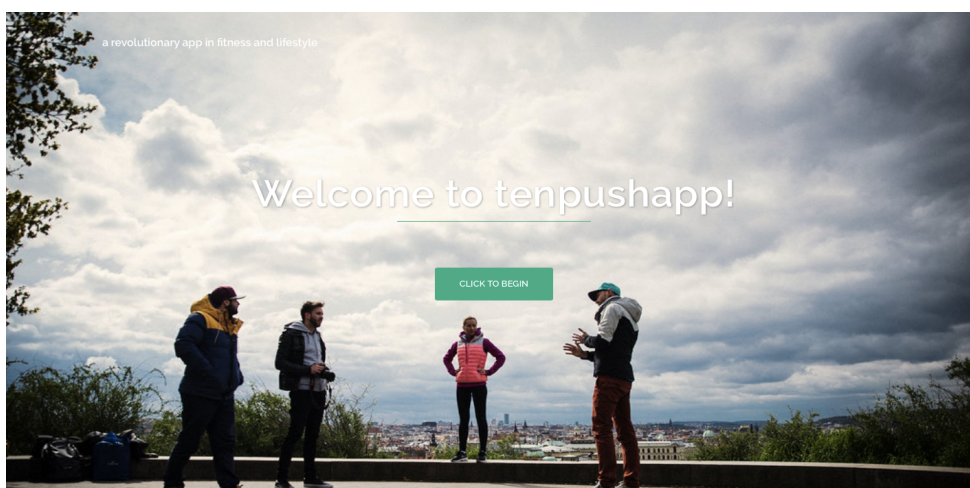 a revolutionary app in fitness and lifestyle
Welcome to tenpushapp!
CLICK TO BEGIN